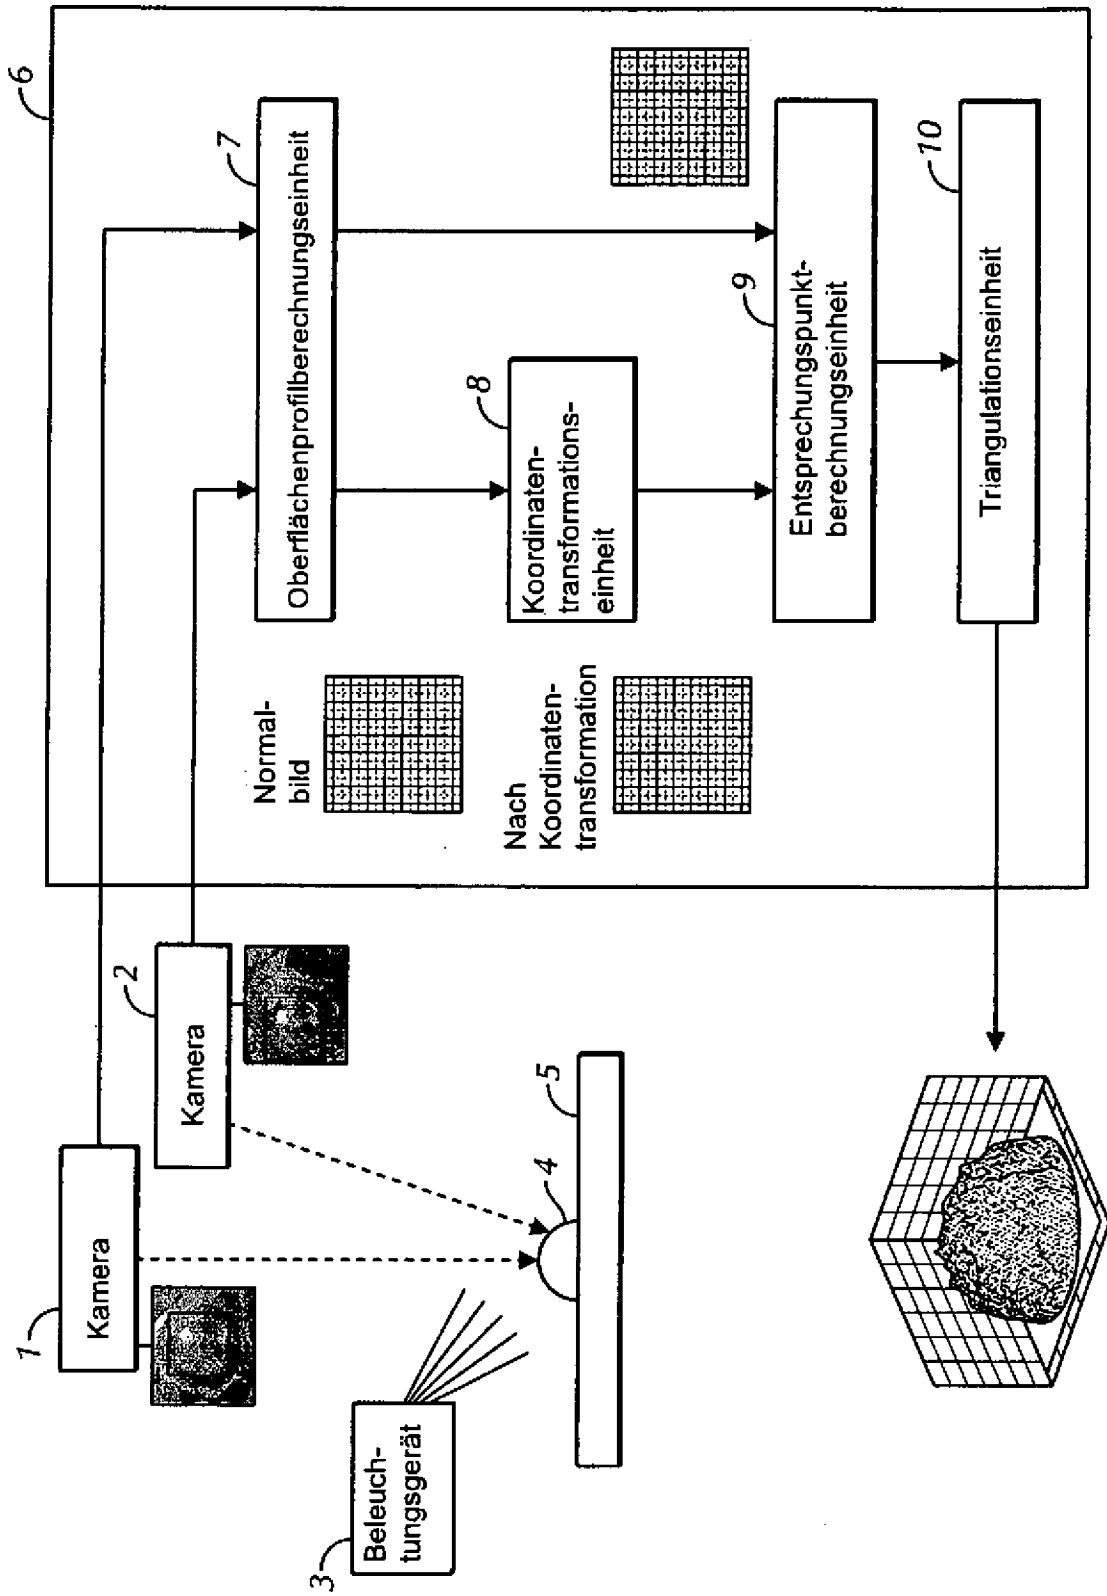 1
Kamera
2
Kamera
3
Beleuch-
tungsgerät
4
5
6
7
Oberflächenprofilberechnungseinheit
Normal-
bild
8
Koordinaten-
transformations-
einheit
Nach
Koordinaten-
transformation
9
Entsprechungspunkt-
berechnungseinheit
10
Triangulationseinheit